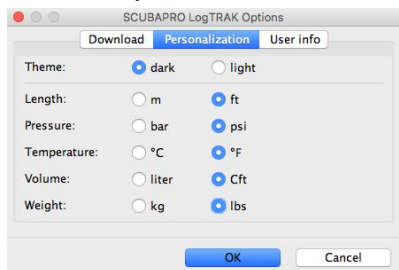 SCUBAPRO LogTRAK Options
Download Personalization User info
Theme: dark light
Length: m ft
Pressure: bar psi
Temperature: °C °F
Volume: liter Cft
Weight: kg lbs
OK Cancel